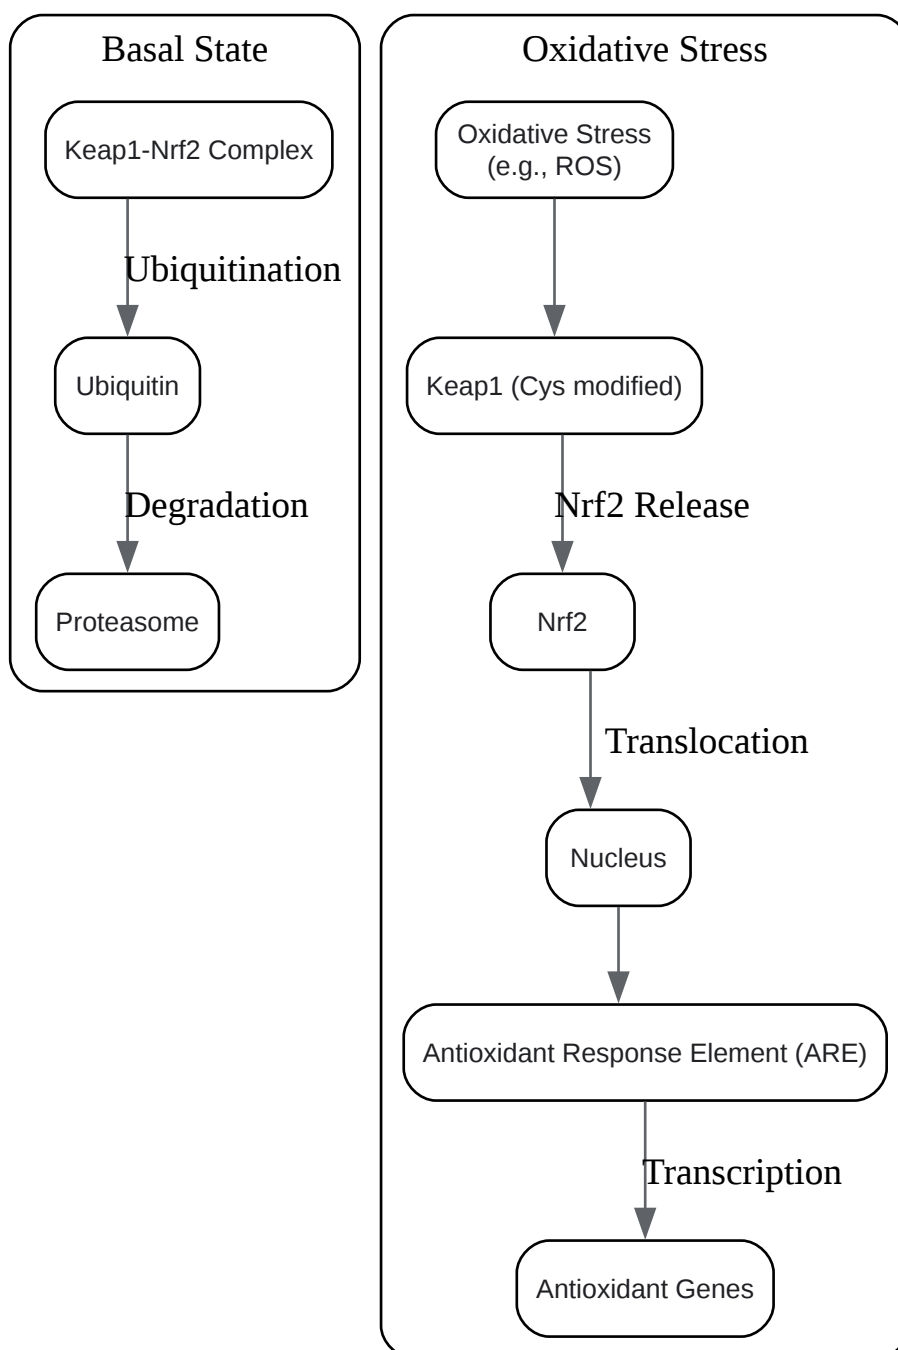 Basal State
Keap1-Nrf2 Complex
Ubiquitination
Ubiquitin
Degradation
Proteasome
Oxidative Stress
Oxidative Stress
(e.g., ROS)
Keap1 (Cys modified)
Nrf2 Release
Nrf2
Translocation
Nucleus
Antioxidant Response Element (ARE)
Transcription
Antioxidant Genes